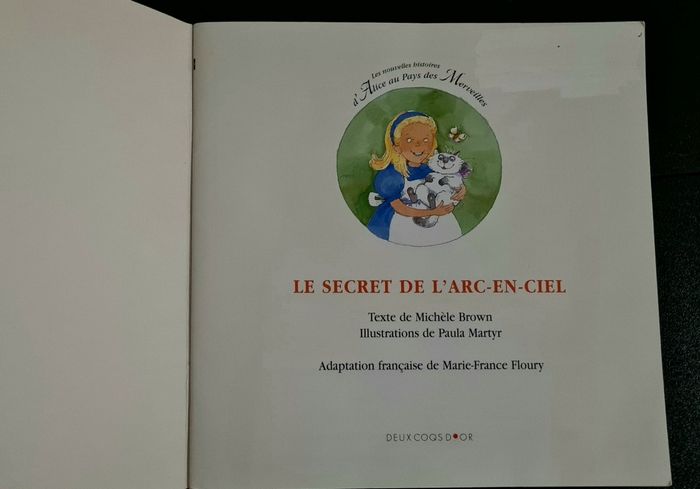 Les nouvelles histoires
d'Alice au Pays des Merveilles
LE SECRET DE L'ARC-EN-CIEL
Texte de Michèle Brown
Illustrations de Paula Martyr
Adaptation française de Marie-France Floury
DEUX COQS D'OR